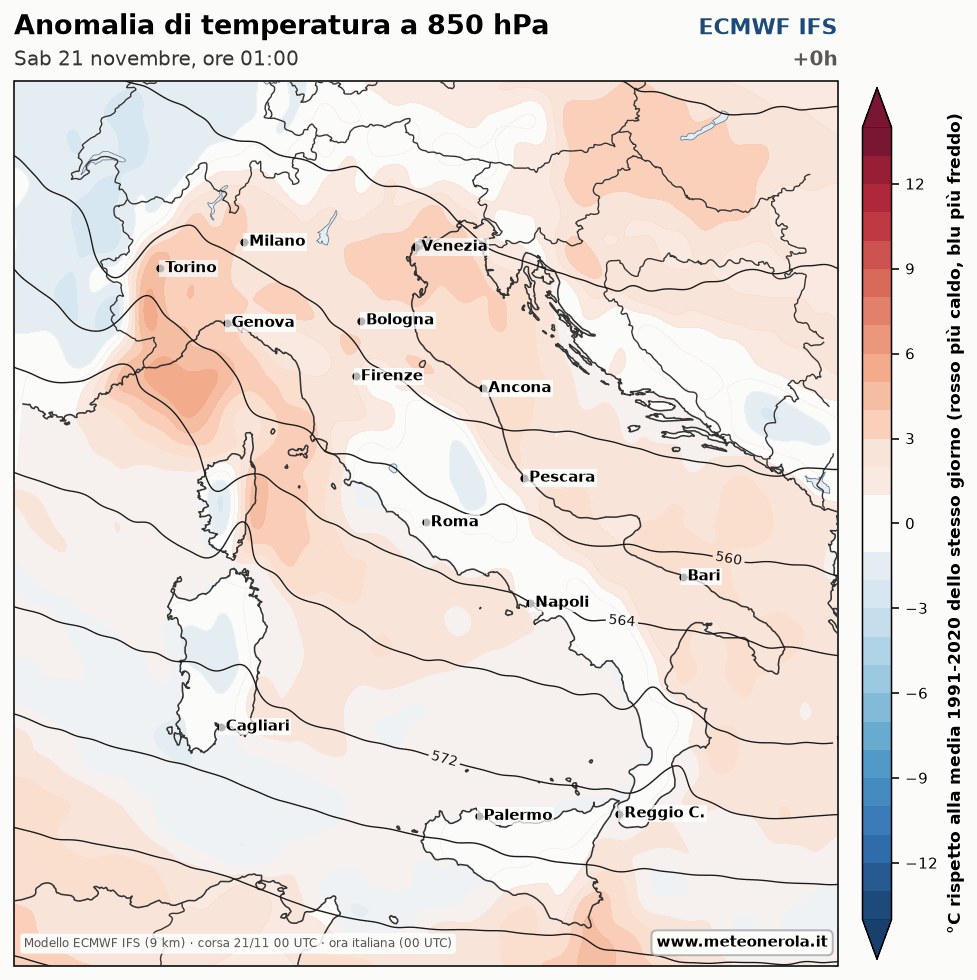 Anomalia di temperatura a 850 hPa
ECMWF IFS
Sab 21 novembre, ore 01:00
+0h
Milano
Venezia
Torino
Bologna
Genova
Firenze
Ancona
Pescara
Roma
560
Bari
Napoli
564
Cagliari
572
Palermo
Reggio C.
Modello ECMWF IFS (9 km) · corsa 21/11 00 UTC · ora italiana (00 UTC)
www.meteonerola.it
12
9
6
3
0
−3
−6
−9
−12
°C rispetto alla media 1991-2020 dello stesso giorno (rosso più caldo, blu più freddo)